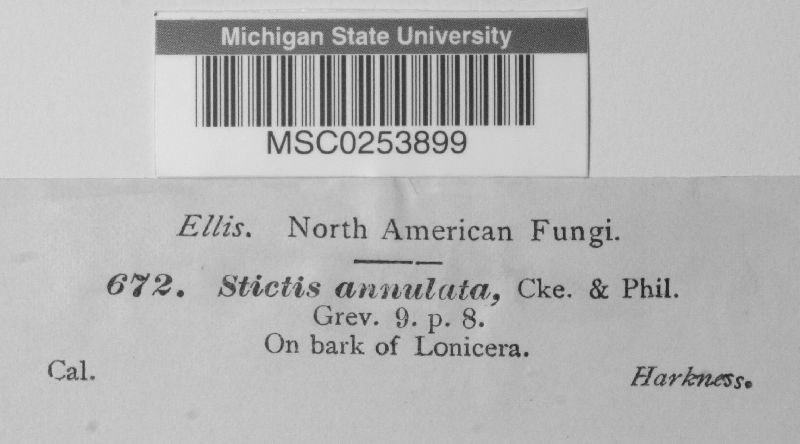 Michigan State University
MSC0253899
Ellis. North American Fungi.
672. Stictis annulata, Cke. & Phil.
Grev. 9. p. 8.
On bark of Lonicera.
Cal. Harkness.